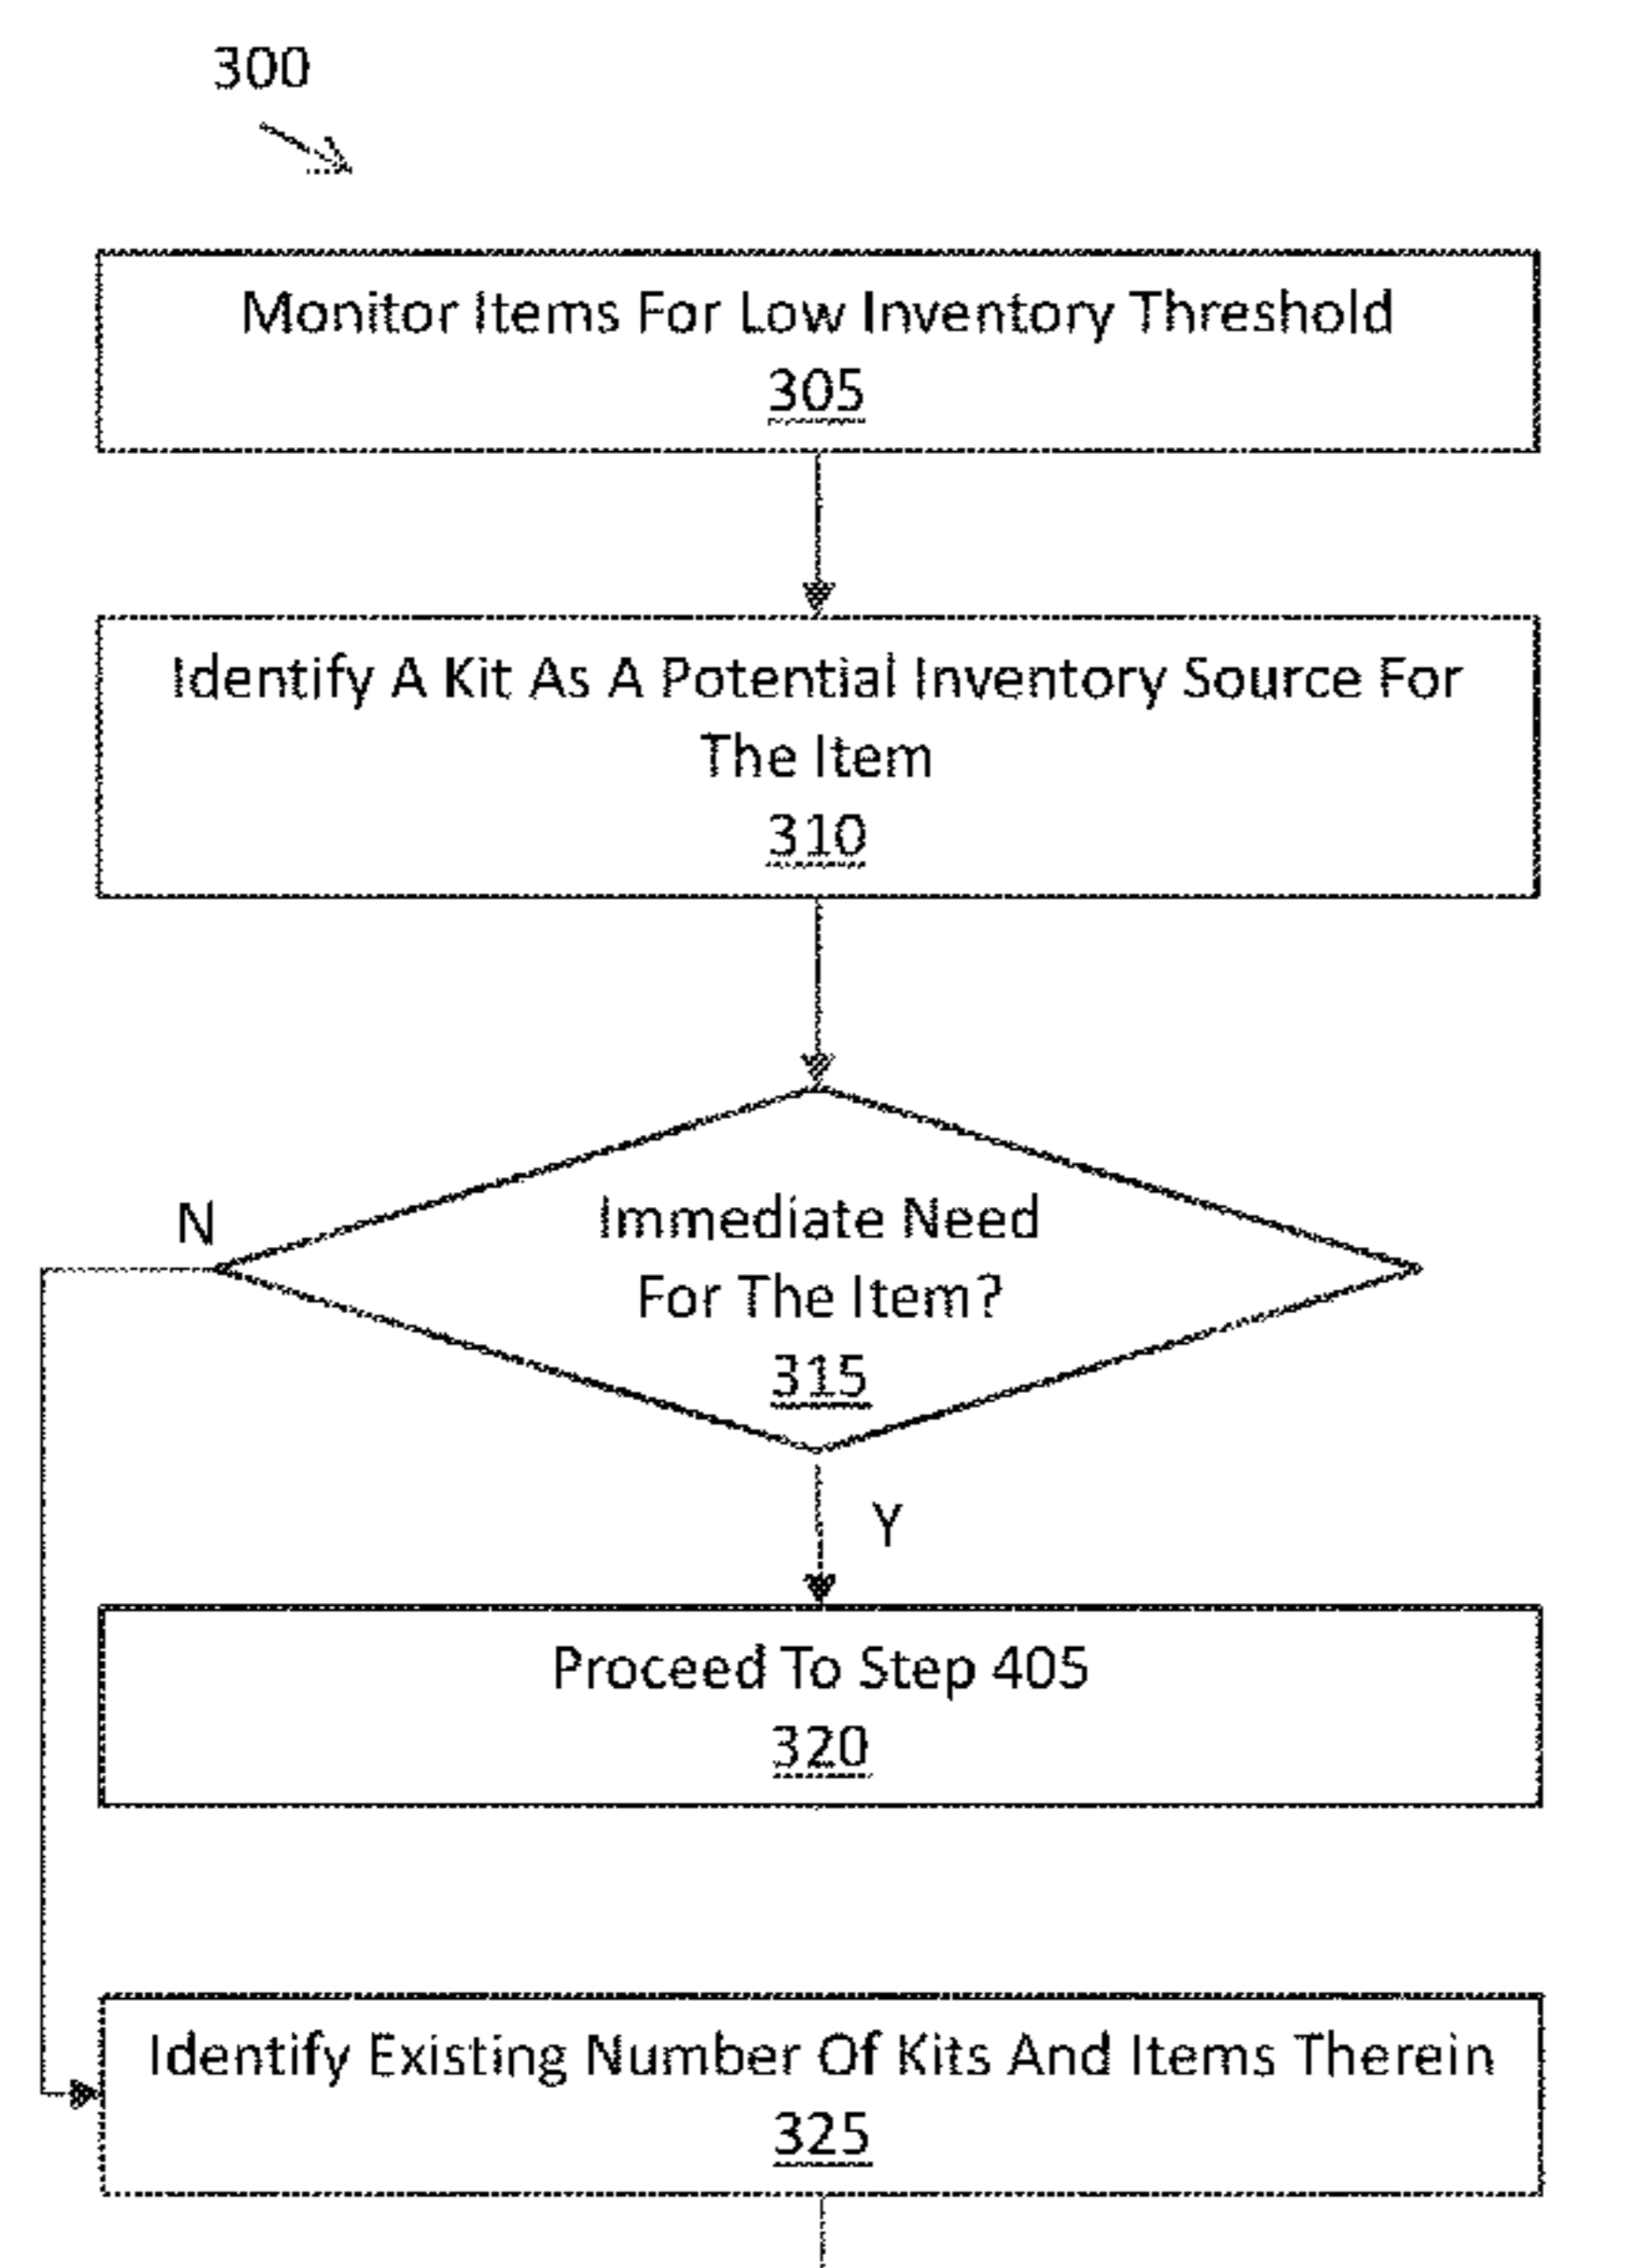 300
Monitor Items For Low Inventory Threshold
305
Identify A Kit As A Potential Inventory Source For
The Item
310
N
Immediate Need
For The Item?
315
Y
Proceed To Step 405
320
Identify Existing Number Of Kits And Items Therein
325